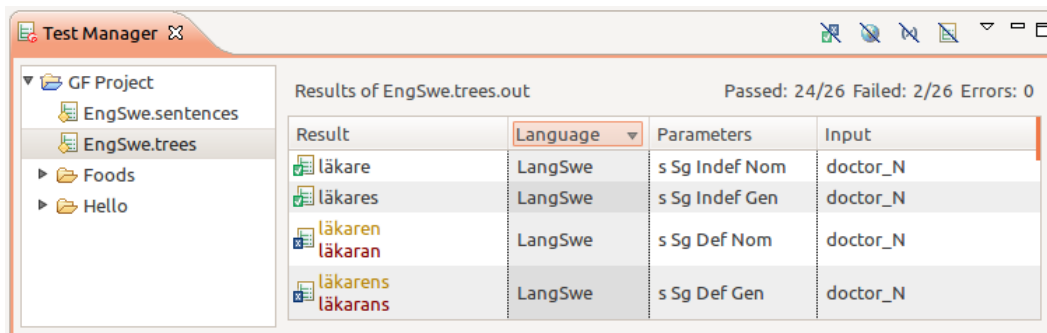 Test Manager
GF Project
EngSwe.sentences
EngSwe.trees
Foods
Hello
Results of EngSwe.trees.out Passed: 24/26 Failed: 2/26 Errors: 0
Result Language Parameters Input
läkare LangSwe s Sg Indef Nom doctor_N
läkares LangSwe s Sg Indef Gen doctor_N
läkaren
läkaran LangSwe s Sg Def Nom doctor_N
läkarens
läkarans LangSwe s Sg Def Gen doctor_N